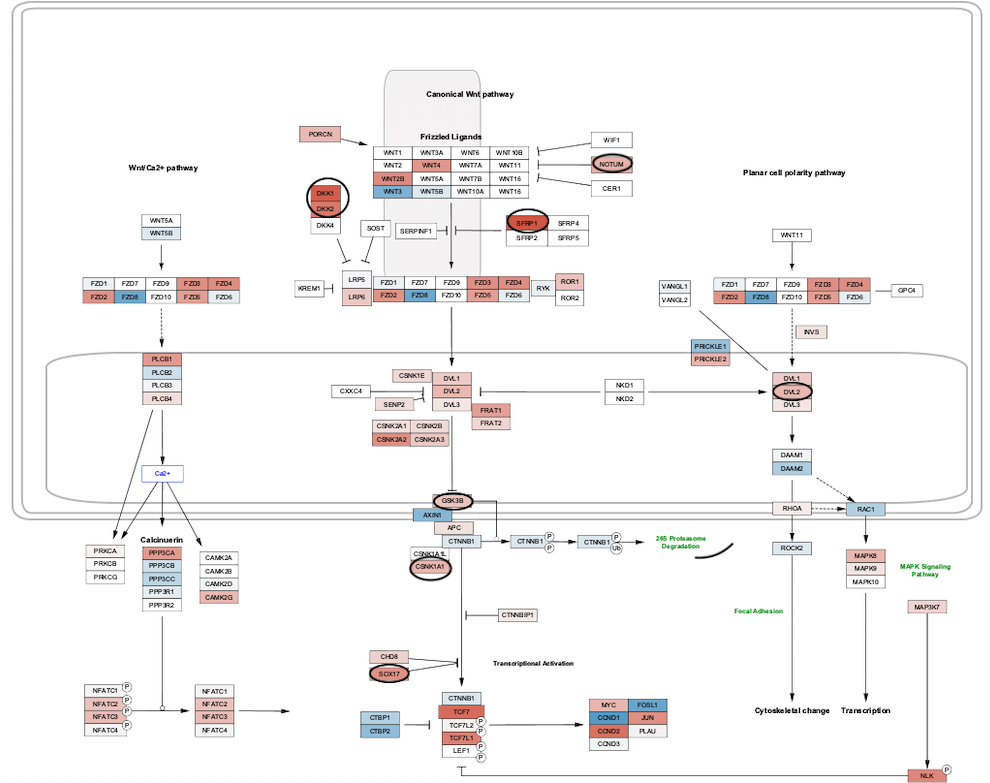 Canonical Wnt pathway
PORCN
Frizzled Ligands
WNT1 WNT3A WNT6 WNT10B
WNT2 WNT4 WNT7A WNT11
WNT2B WNT5A WNT7B WNT16
WNT3 WNT5B WNT10A WNT16
WIF1
NOTUM
CER1
Wnt/Ca2+ pathway
Planar cell polarity pathway
DKK1
DKK2
DKK4
SOST
SERPINF1
SFRP1 SFRP4
SFRP2 SFRP5
WNT5A
WNT5B
WNT11
FZD1 FZD7 FZD9 FZD3 FZD4
FZD2 FZD8 FZD10 FZD5 FZD6
KREM1
LRP5
LRP6
FZD1 FZD7 FZD9 FZD3 FZD4
FZD2 FZD8 FZD10 FZD5 FZD6
RYK
ROR1
ROR2
VANGL1
VANGL2
FZD1 FZD7 FZD9 FZD3 FZD4
FZD2 FZD8 FZD10 FZD5 FZD6
GPC4
INVS
PRICKLE1
PRICKLE2
PLCB1
PLCB2
PLCB3
PLCB4
CXXC4
CSNK1E
SENP2
DVL1
DVL2
DVL3
FRAT1
FRAT2
NKD1
NKD2
DVL1
DVL2
DVL3
CSNK2A1 CSNK2B
CSNK2A2 CSNK2A3
Ca2+
DAAM1
DAAM2
GSK3B
AXIN1
APC
CTNNB1
CSNK1A1L
CSNK1A1
CTNNB1 P P
CTNNB1 P Ub
26S Proteasome
Degradation
RHOA
RAC1
ROCK2
Calcinuerin
PRKCA
PRKCB
PRKCG
PPP3CA
PPP3CB
PPP3CC
PPP3R1
PPP3R2
CAMK2A
CAMK2B
CAMK2D
CAMK2G
MAPK8
MAPK9
MAPK10
MAPK Signaling
Pathway
MAP3K7
Focal Adhesion
CTNNBIP1
CHD8
SOX17
Transcriptional Activation
NFATC1 P
NFATC2 P
NFATC3 P
NFATC4 P
NFATC1
NFATC2
NFATC3
NFATC4
CTBP1
CTBP2
CTNNB1
TCF7
TCF7L2 P
TCF7L1 P
LEF1 P
P
MYC FOSL1
CCND1 JUN
CCND2 PLAU
CCND3
Cytoskeletal change
Transcription
NLK P